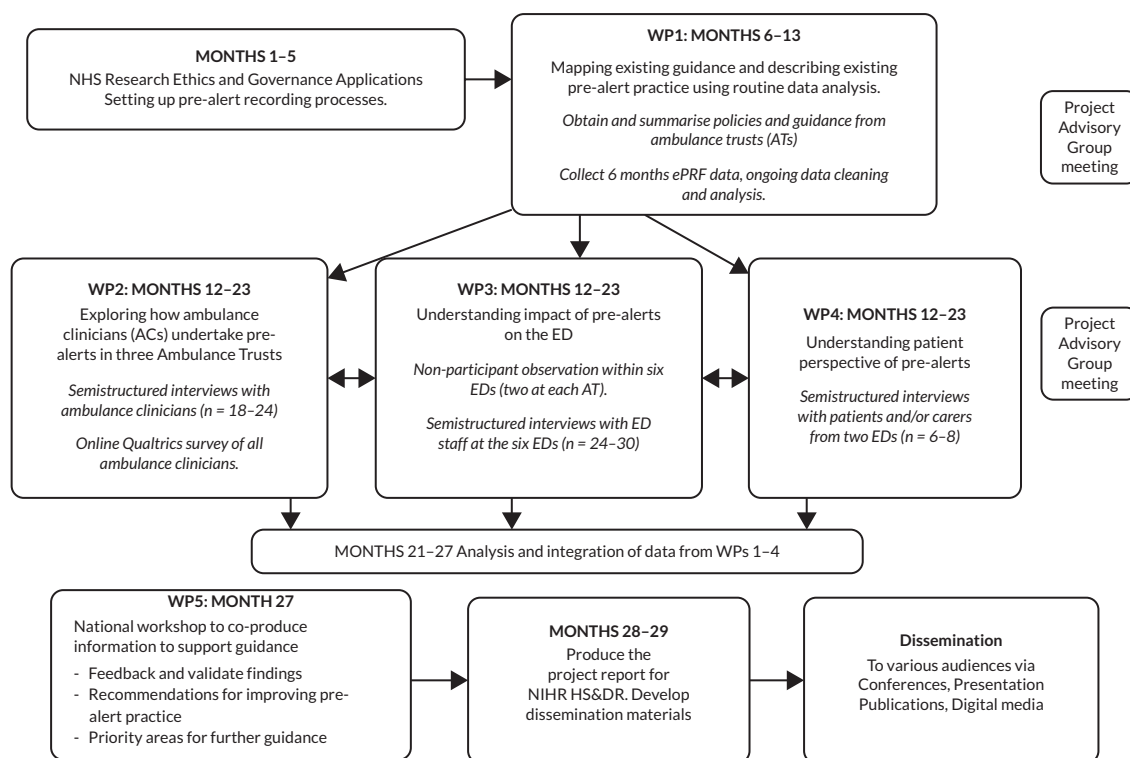 MONTHS 1–5
NHS Research Ethics and Governance Applications
Setting up pre-alert recording processes.
WP1: MONTHS 6–13
Mapping existing guidance and describing existing
pre-alert practice using routine data analysis.
Obtain and summarise policies and guidance from
ambulance trusts (ATs)
Collect 6 months ePRF data, ongoing data cleaning
and analysis.
Project
Advisory
Group
meeting
WP2: MONTHS 12–23
Exploring how ambulance
clinicians (ACs) undertake pre-
alerts in three Ambulance Trusts
Semistructured interviews with
ambulance clinicians (n = 18–24)
Online Qualtrics survey of all
ambulance clinicians.
WP3: MONTHS 12–23
Understanding impact of pre-alerts
on the ED
Non-participant observation within six
EDs (two at each AT).
Semistructured interviews with ED
staff at the six EDs (n = 24–30)
WP4: MONTHS 12–23
Understanding patient
perspective of pre-alerts
Semistructured interviews
with patients and/or carers
from two EDs (n = 6–8)
Project
Advisory
Group
meeting
MONTHS 21–27 Analysis and integration of data from WPs 1–4
WP5: MONTH 27
National workshop to co-produce
information to support guidance
- Feedback and validate findings
- Recommendations for improving pre-
alert practice
- Priority areas for further guidance
MONTHS 28–29
Produce the
project report for
NIHR HS&DR. Develop
dissemination materials
Dissemination
To various audiences via
Conferences, Presentation
Publications, Digital media